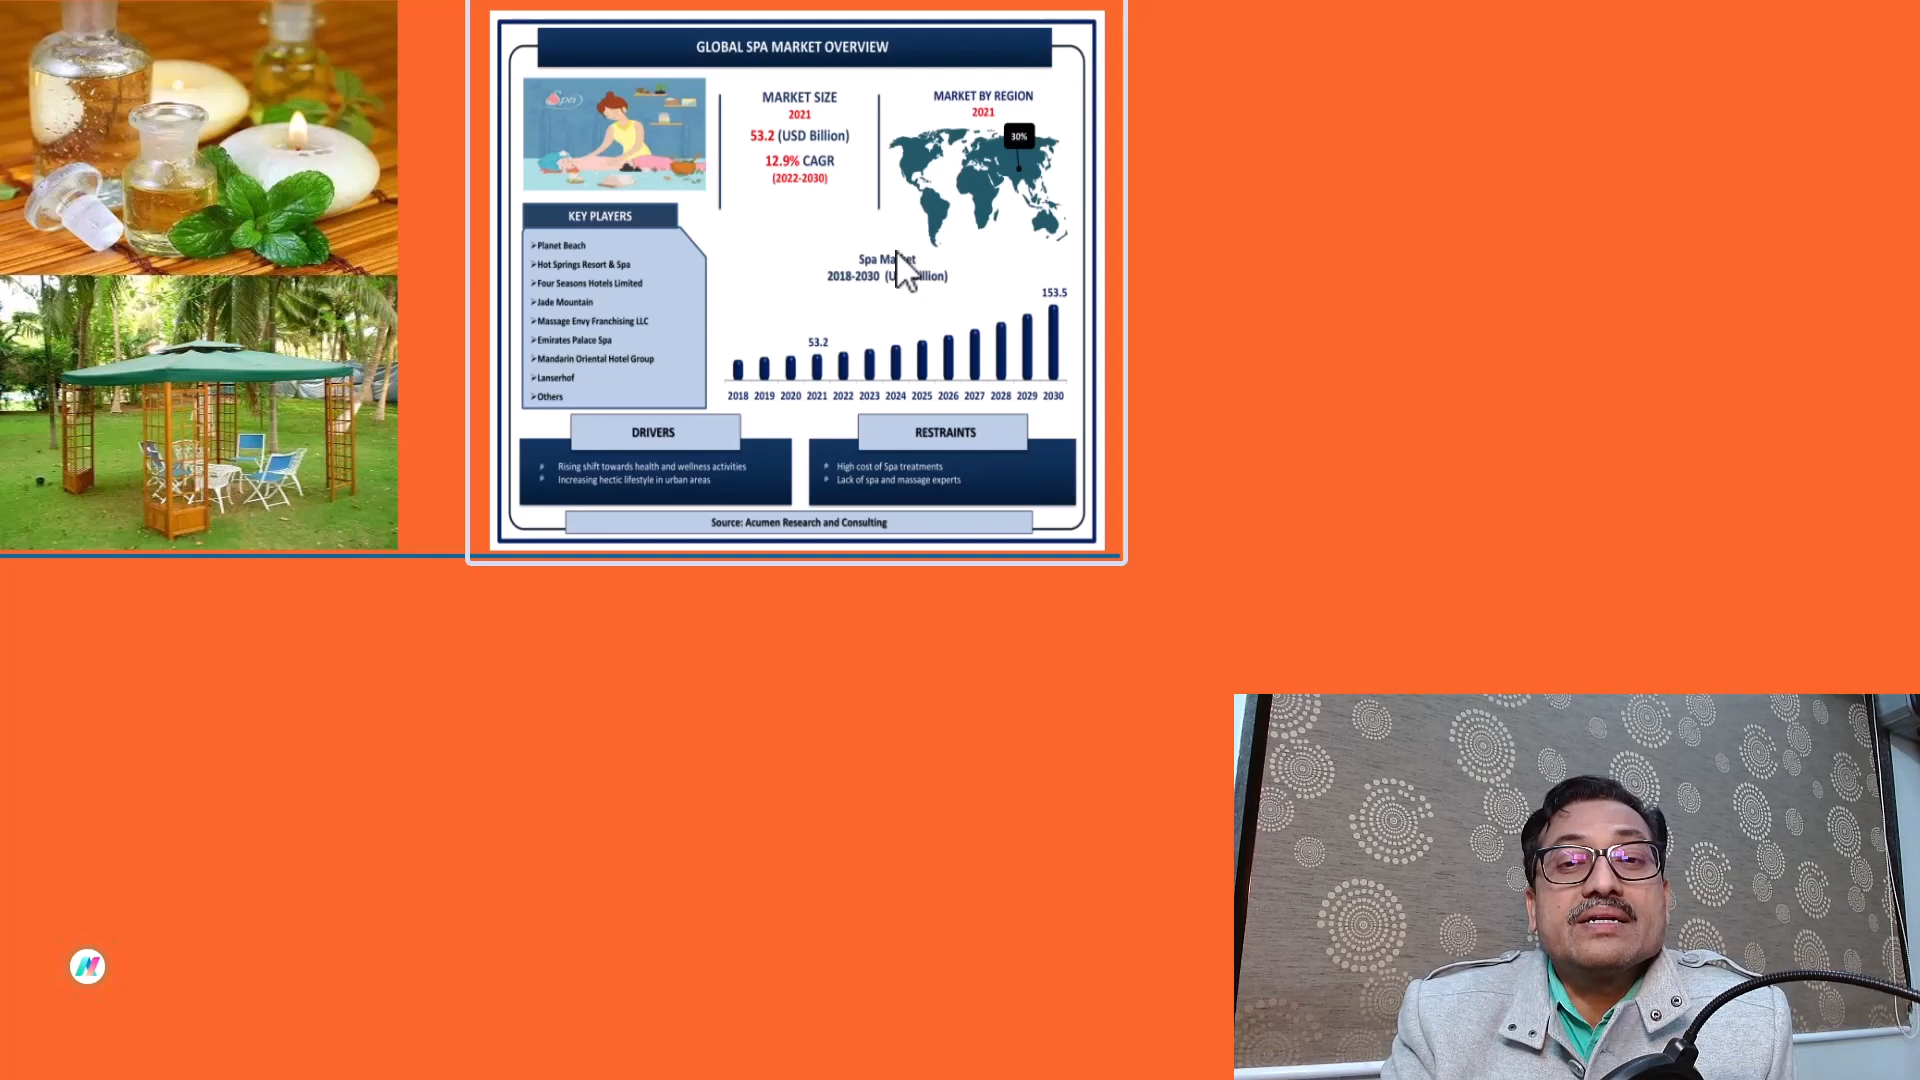 GLOBAL SPA MARKET OVERVIEW
Spa
MARKET SIZE
2021
53.2 (USD Billion)
12.9% CAGR
(2022-2030)
MARKET BY REGION
2021
30%
KEY PLAYERS
➢Planet Beach
➢Hot Springs Resort & Spa
➢Four Seasons Hotels Limited
➢Jade Mountain
➢Massage Envy Franchising LLC
➢Emirates Palace Spa
➢Mandarin Oriental Hotel Group
➢Lanserhof
➢Others
Spa Market
2018-2030
53.2
153.5
2018 2019 2020 2021 2022 2023 2024 2025 2026 2027 2028 2029 2030
DRIVERS
Rising shift towards health and wellness activities
Increasing hectic lifestyle in urban areas
RESTRAINTS
High cost of Spa treatments
Lack of spa and massage experts
Source: Acumen Research and Consulting